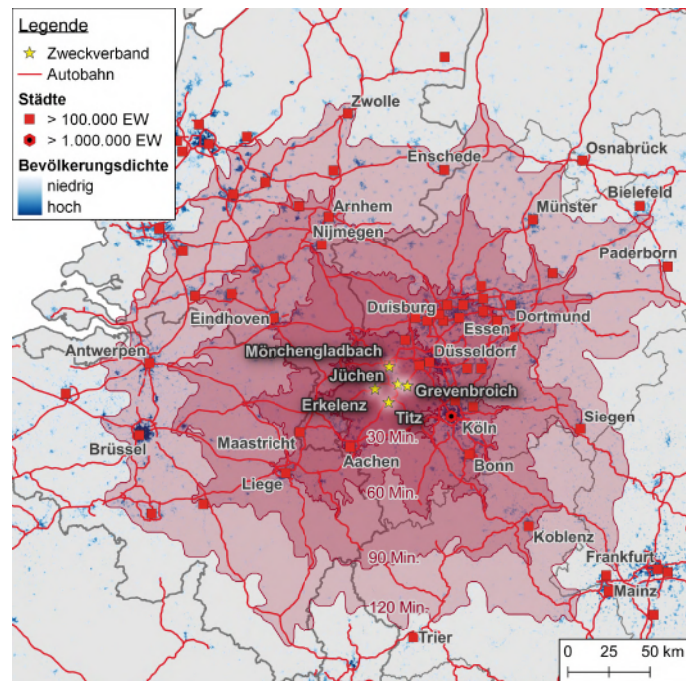 Legende
Zweckverband
Autobahn
Städte
> 100.000 EW
> 1.000.000 EW
Bevölkerungsdichte
niedrig
hoch
Zwolle
Enschede
Osnabrück
Bielefeld
Arnhem
Münster
Nijmegen
Paderborn
Duisburg
Eindhoven
Dortmund
Essen
Mönchengladbach
Düsseldorf
Antwerpen
Jüchen
Grevenbroich
Erkelenz
Titz
Siegen
Köln
30 Min.
Maastricht
Brüssel
Aachen
Bonn
Liege
60 Min.
Koblenz
90 Min.
Frankfurt
Mainz
120 Min.
Trier
0 25 50 km